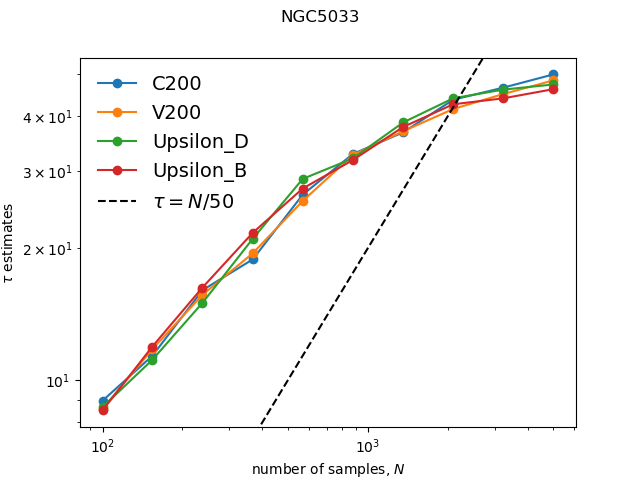 NGC5033
C200
V200
Upsilon_D
Upsilon_B
τ = N/50
4 × 10¹
3 × 10¹
2 × 10¹
10¹
τ estimates
10²
10³
number of samples, N